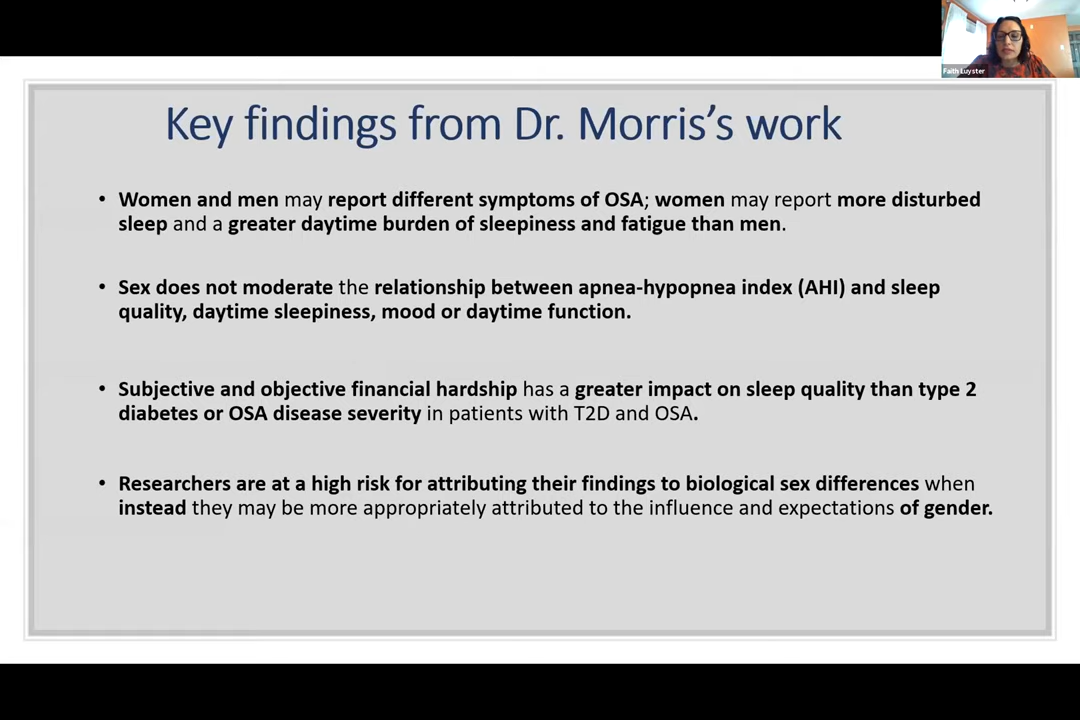 Faith Luyster
Key findings from Dr. Morris's work
• Women and men may report different symptoms of OSA; women may report more disturbed
sleep and a greater daytime burden of sleepiness and fatigue than men.
• Sex does not moderate the relationship between apnea-hypopnea index (AHI) and sleep
quality, daytime sleepiness, mood or daytime function.
• Subjective and objective financial hardship has a greater impact on sleep quality than type 2
diabetes or OSA disease severity in patients with T2D and OSA.
• Researchers are at a high risk for attributing their findings to biological sex differences when
instead they may be more appropriately attributed to the influence and expectations of gender.